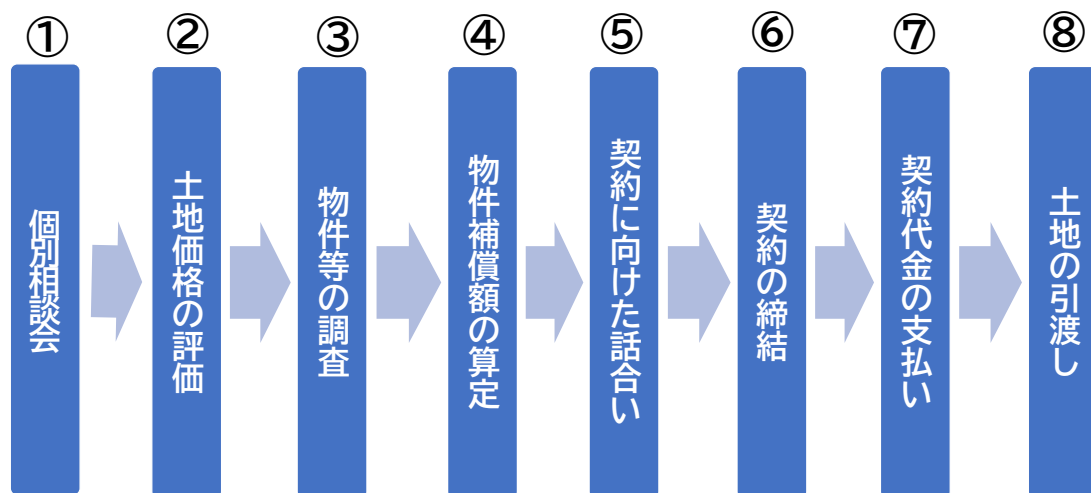 ①
個別相談会
②
土地価格の評価
③
物件等の調査
④
物件補償額の算定
⑤
契約に向けた話合い
⑥
契約の締結
⑦
契約代金の支払い
⑧
土地の引渡し